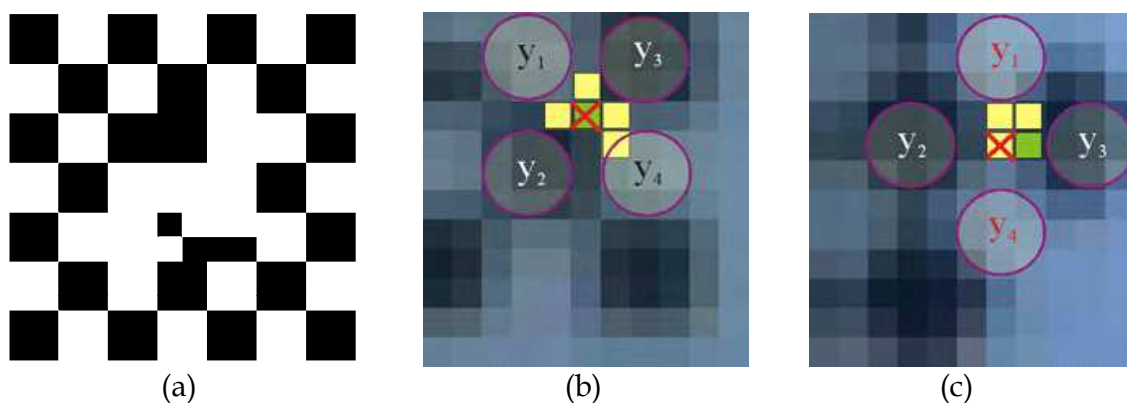 y₁ y₃
y₂ y₄
y₁
y₂ y₃
y₄
(a) (b) (c)